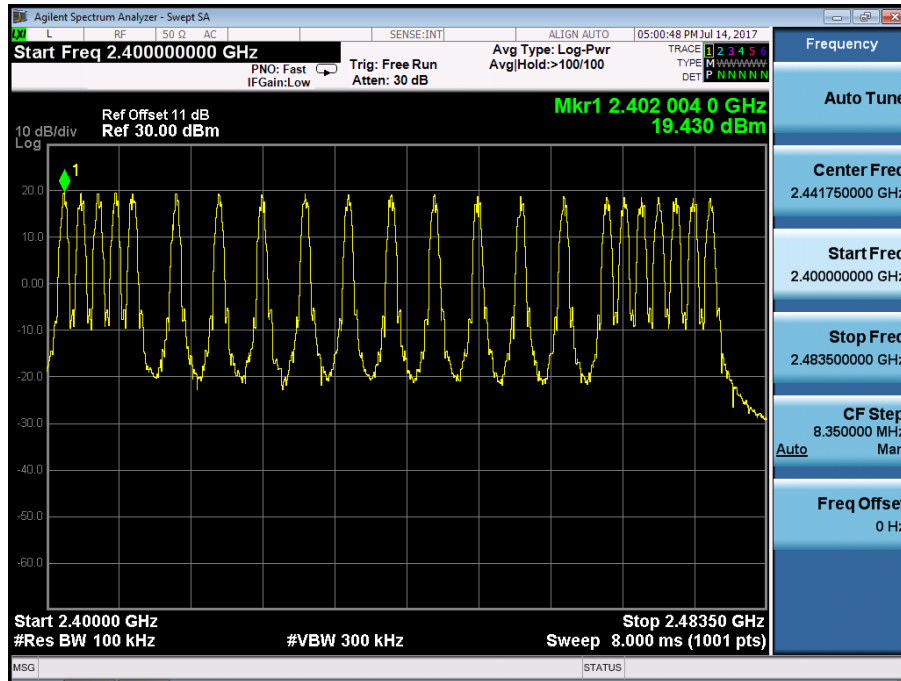 Agilent Spectrum Analyzer - Swept SA
LXI L RF 50 Ω AC SENSE:INT ALIGN AUTO 05:00:48 PM Jul 14, 2017
Start Freq 2.400000000 GHz
PNO: Fast
IFGain:Low
Trig: Free Run
Atten: 30 dB
Avg Type: Log-Pwr
Avg|Hold:>100/100
TRACE 1 2 3 4 5 6
TYPE M WWWWW
DET P N N N N N
Ref Offset 11 dB
Ref 30.00 dBm
10 dB/div
Log
Mkr1 2.402 004 0 GHz
19.430 dBm
1
20.0
10.0
0.00
-10.0
-20.0
-30.0
-40.0
-50.0
-60.0
Start 2.40000 GHz
#Res BW 100 kHz
#VBW 300 kHz
Stop 2.48350 GHz
Sweep 8.000 ms (1001 pts)
MSG
STATUS
Frequency
Auto Tune
Center Freq
2.441750000 GHz
Start Freq
2.400000000 GHz
Stop Freq
2.483500000 GHz
CF Step
8.350000 MHz
Auto Man
Freq Offset
0 Hz